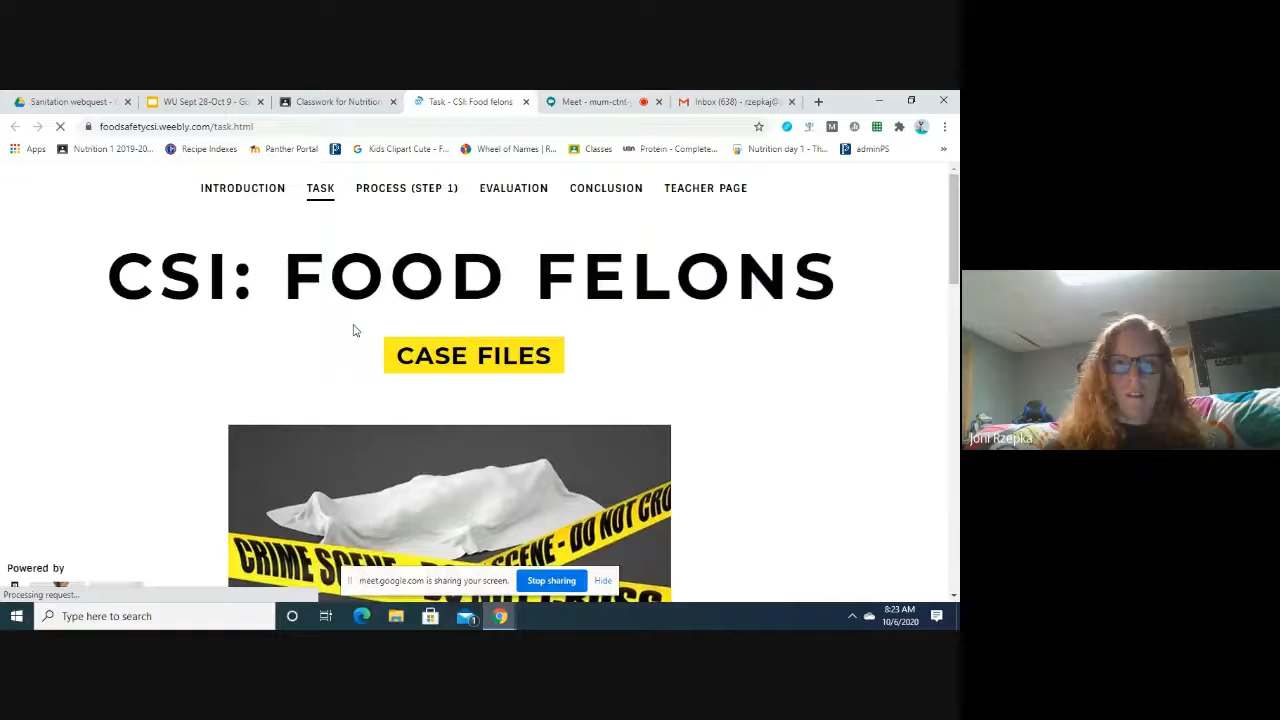 Sanitation webquest - G
WU Sept 28-Oct 9 - Go
Classwork for Nutrition
Task - CSI: Food felons
Meet - mum-ctnt-
Inbox (638) - rzepkaj@
foodsafetycsi.weebly.com/task.html
Apps
Nutrition 1 2019-20...
Recipe Indexes
Panther Portal
Kids Clipart Cute - F...
Wheel of Names | R...
Classes
Protein - Complete...
Nutrition day 1 - Th...
adminPS
INTRODUCTION TASK PROCESS (STEP 1) EVALUATION CONCLUSION TEACHER PAGE
CSI: FOOD FELONS
CASE FILES
CRIME SCENE
SCENE - DO NOT CRO
Joni Rzepka
Powered by
Processing request...
meet.google.com is sharing your screen. Stop sharing Hide
Type here to search
1
8:23 AM
10/6/2020